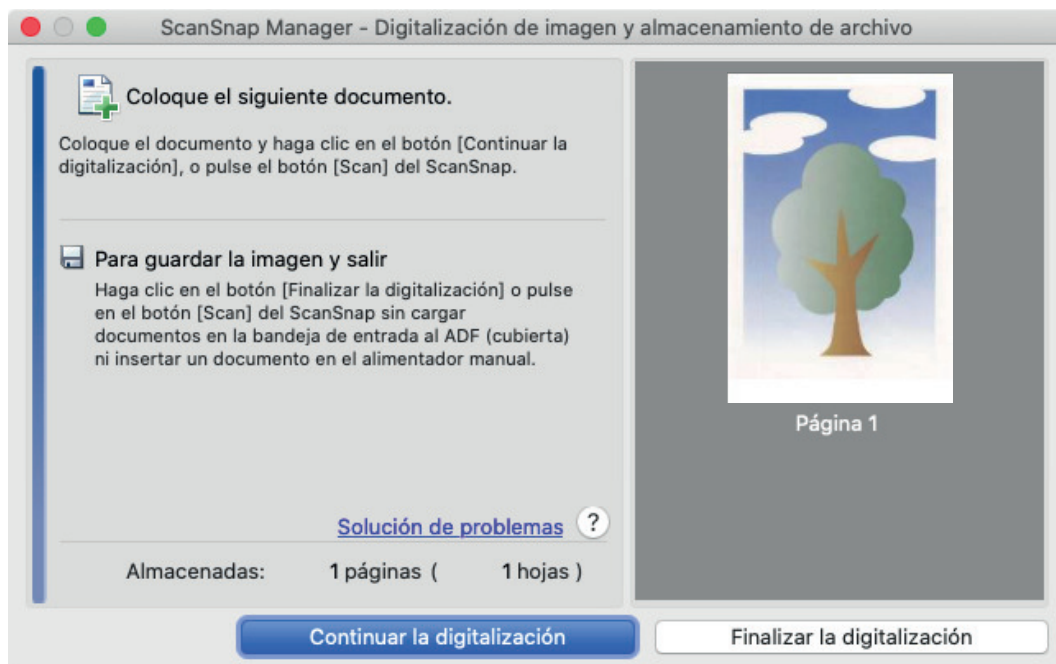 ScanSnap Manager - Digitalización de imagen y almacenamiento de archivo
Coloque el siguiente documento.
Coloque el documento y haga clic en el botón [Continuar la
digitalización], o pulse el botón [Scan] del ScanSnap.
Para guardar la imagen y salir
Haga clic en el botón [Finalizar la digitalización] o pulse
en el botón [Scan] del ScanSnap sin cargar
documentos en la bandeja de entrada al ADF (cubierta)
ni insertar un documento en el alimentador manual.
Página 1
Solución de problemas ?
Almacenadas: 1 páginas ( 1 hojas )
Continuar la digitalización
Finalizar la digitalización